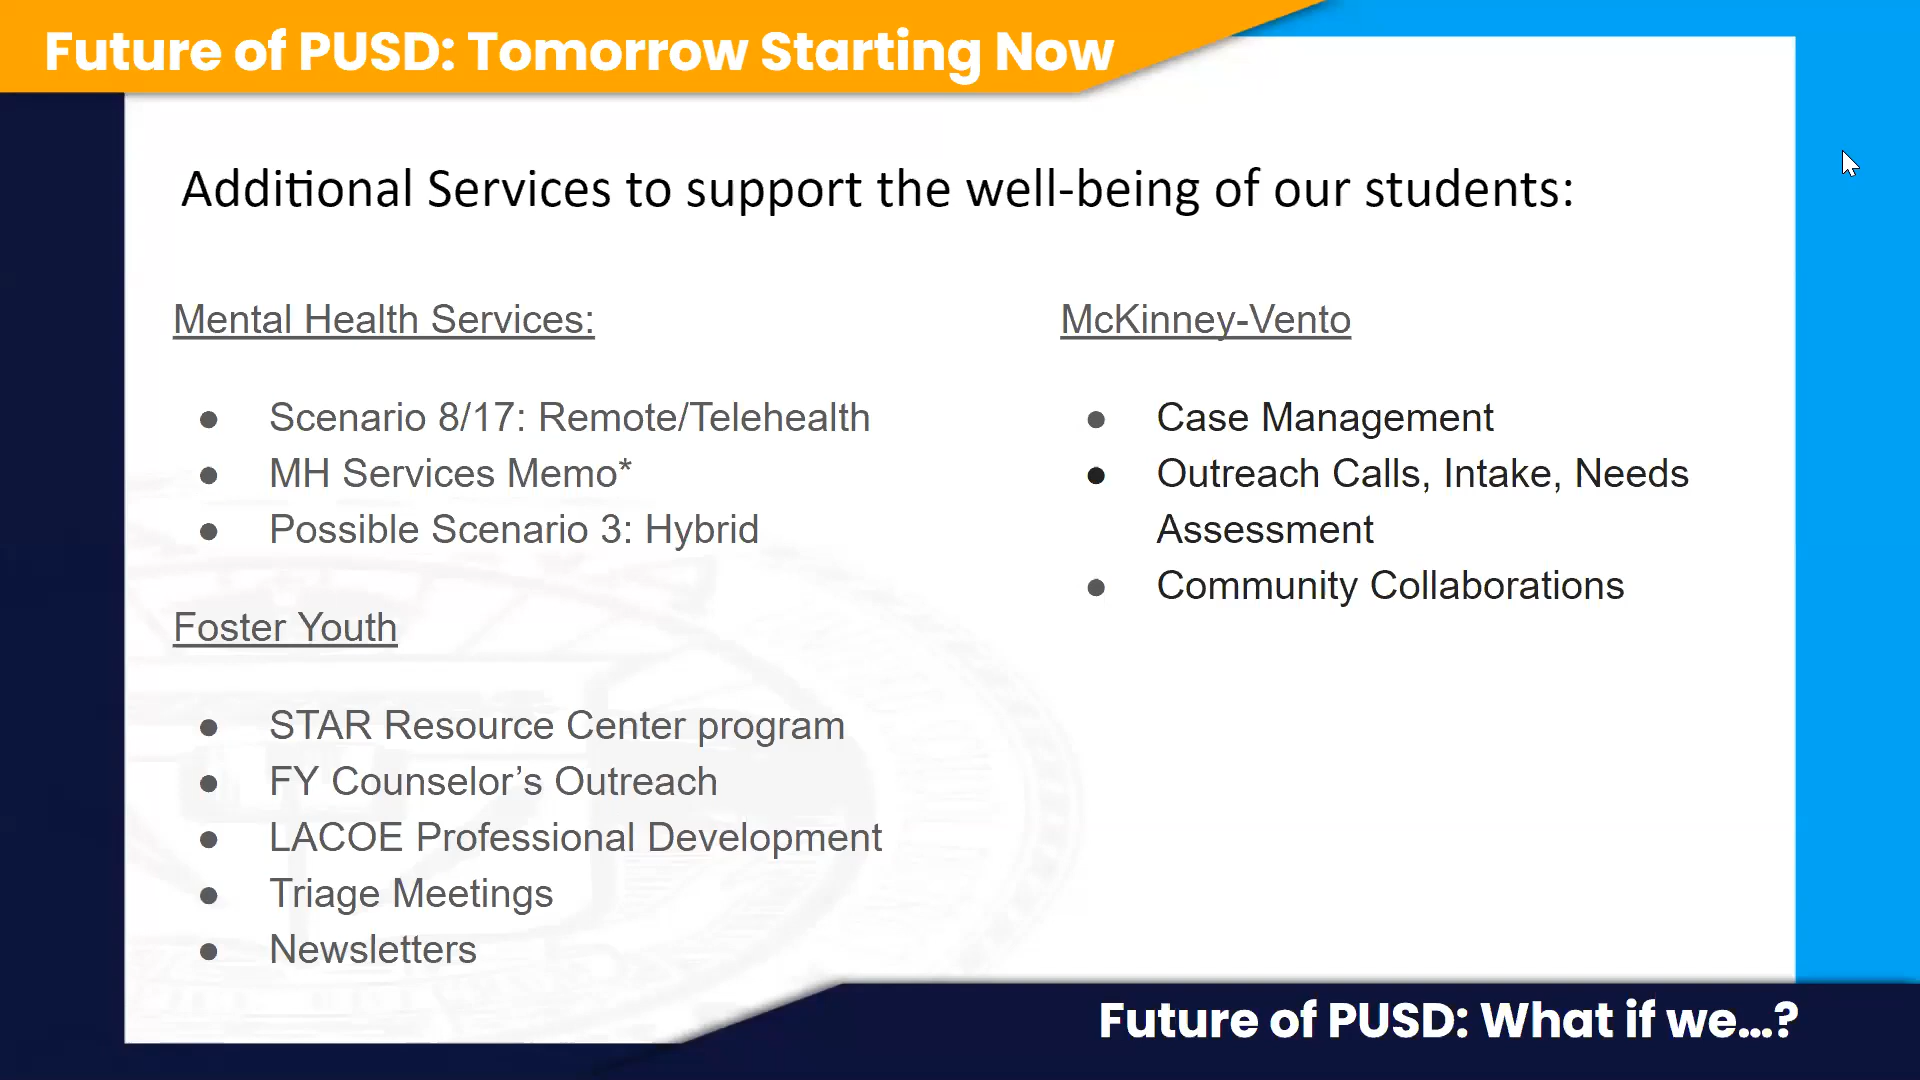 Future of PUSD: Tomorrow Starting Now
Additional Services to support the well-being of our students:
Mental Health Services:
● Scenario 8/17: Remote/Telehealth
● MH Services Memo*
● Possible Scenario 3: Hybrid
Foster Youth
● STAR Resource Center program
● FY Counselor’s Outreach
● LACOE Professional Development
● Triage Meetings
● Newsletters
McKinney-Vento
● Case Management
● Outreach Calls, Intake, Needs
Assessment
● Community Collaborations
Future of PUSD: What if we...?